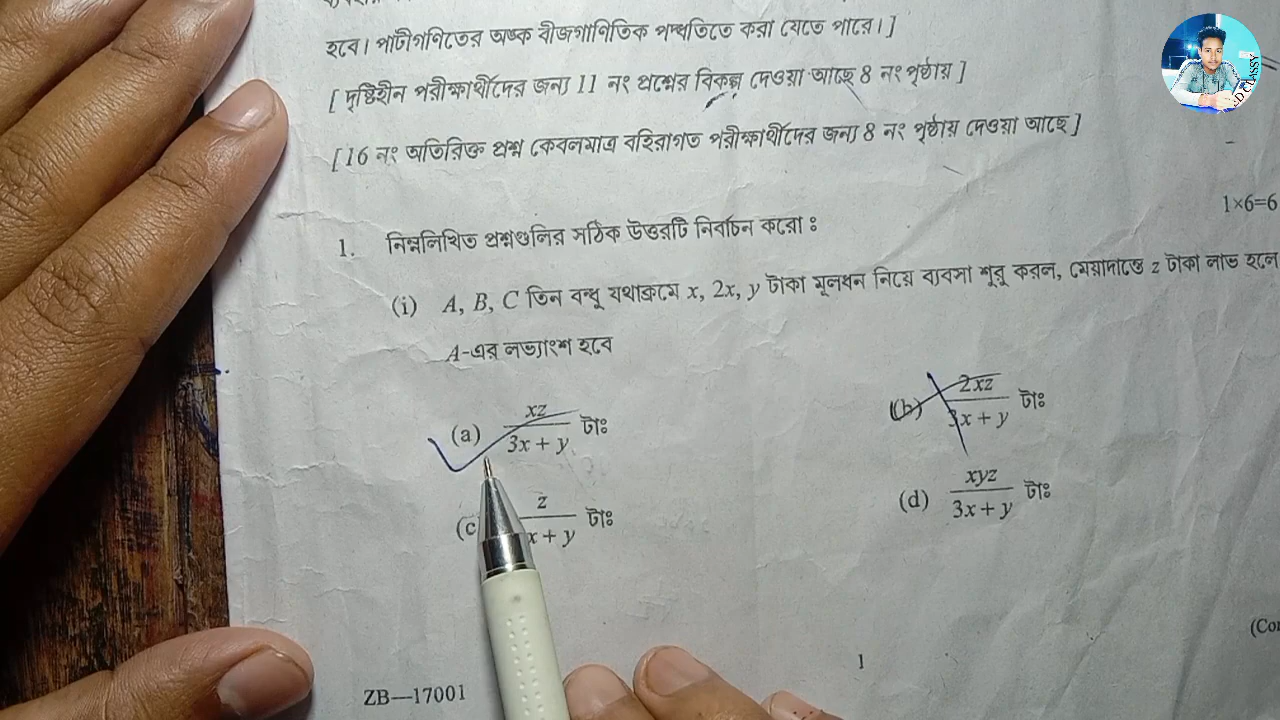 হবে। পাটীগণিতের অঙ্ক বীজগাণিতিক পদ্ধতিতে করা যেতে পারে। ]
[ দৃষ্টিহীন পরীক্ষার্থীদের জন্য 11 নং প্রশ্নের বিকল্প দেওয়া আছে 8 নং পৃষ্ঠায় ]
[ 16 নং অতিরিক্ত প্রশ্ন কেবলমাত্র বহিরাগত পরীক্ষার্থীদের জন্য 8 নং পৃষ্ঠায় দেওয়া আছে ]
1×6=6
1. নিম্নলিখিত প্রশ্নগুলির সঠিক উত্তরটি নির্বাচন করো ঃ
(i) A, B, C তিন বন্ধু যথাক্রমে x, 2x, y টাকা মূলধন নিয়ে ব্যবসা শুরু করল, মেয়াদান্তে z টাকা লাভ হলে
A-এর লভ্যাংশ হবে
(a) xz / 3x + y টাঃ (b) 2xz / 3x + y টাঃ
(c z / x + y টাঃ (d) xyz / 3x + y টাঃ
1
ZB—17001